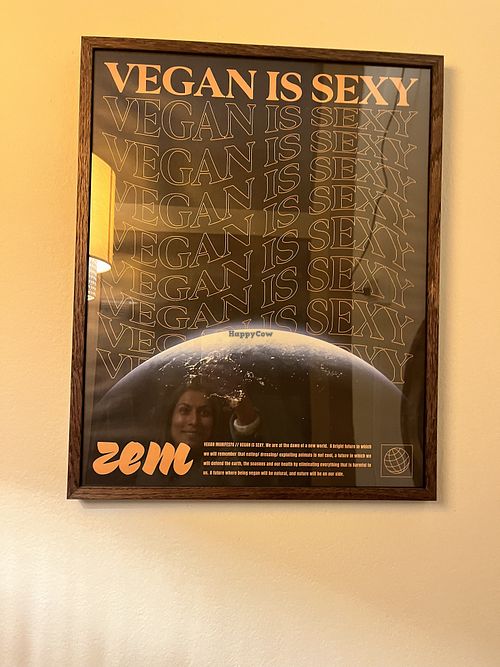 VEGAN IS SEXY
VEGAN IS SEXY
VEGAN IS SEXY
VEGAN IS SEXY
VEGAN IS SEXY
VEGAN IS SEXY
VEGAN IS SEXY
VEGAN IS SEXY
HappyCow
zem
VEGAN MANIFESTO // VEGAN IS SEXY. We are at the dawn of a new world. A bright future in which
we will remember that eating/ dressing/ exploiting animals is not cool, a future in which we
will defend the earth, the oceans and our health by eliminating everything that is harmful to
us. A future where being vegan will be natural, and nature will be on our side.